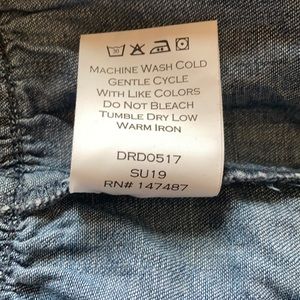 30
MACHINE WASH COLD
GENTLE CYCLE
WITH LIKE COLORS
DO NOT BLEACH
TUMBLE DRY LOW
WARM IRON
DRD0517
SU19
RN# 147487